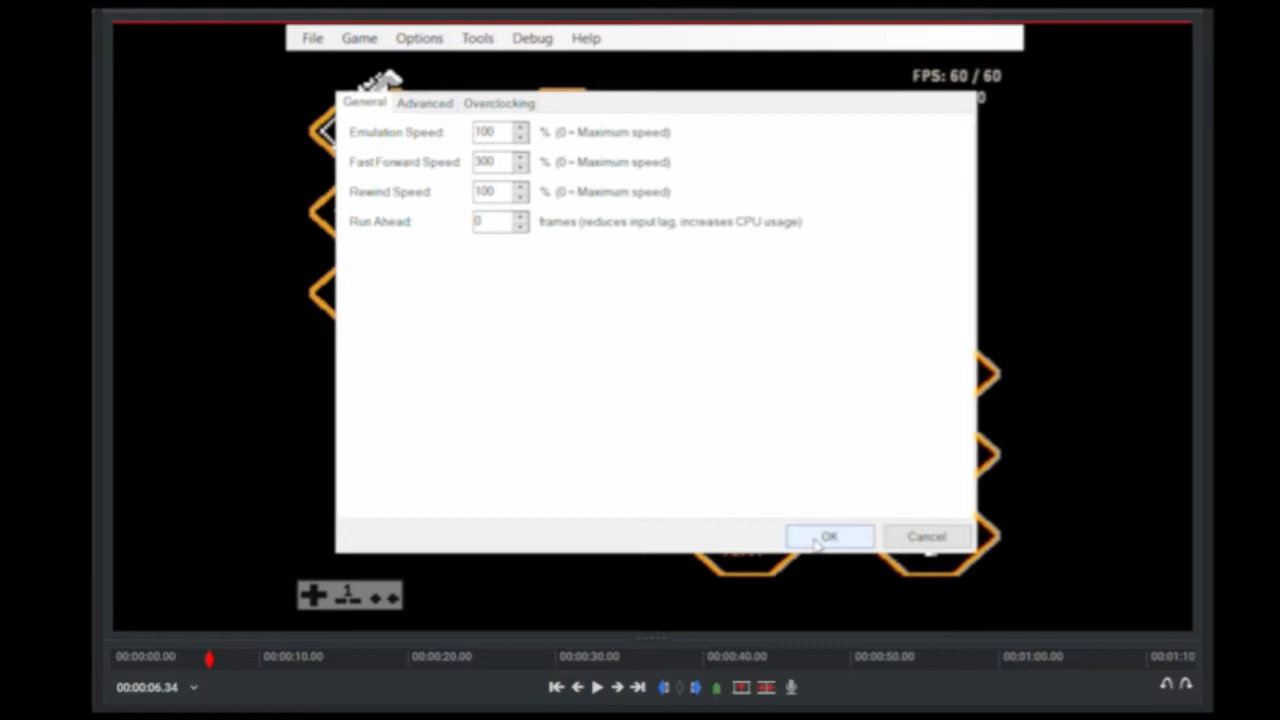 File Game Options Tools Debug Help
FPS: 60 / 60
0
General Advanced Overclocking
Emulation Speed: 100 % (0 = Maximum speed)
Fast Forward Speed: 300 % (0 = Maximum speed)
Rewind Speed: 100 % (0 = Maximum speed)
Run Ahead: 0 frames (reduces input lag, increases CPU usage)
OK Cancel
1
00:00:00.00 00:00:10.00 00:00:20.00 00:00:30.00 00:00:40.00 00:00:50.00 00:01:00.00 00:01:10
00:00:06.34